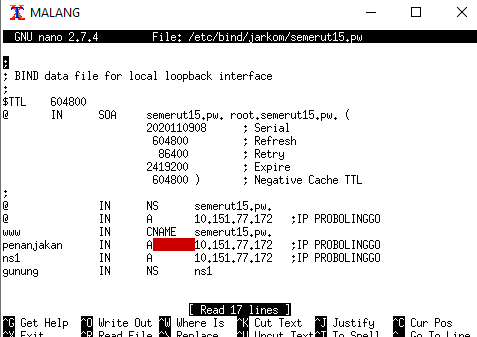 MALANG
GNU nano 2.7.4 File: /etc/bind/jarkom/semerut15.pw
;
; BIND data file for local loopback interface
;
$TTL 604800
@ IN SOA semerut15.pw. root.semerut15.pw. (
2020110908 ; Serial
604800 ; Refresh
86400 ; Retry
2419200 ; Expire
604800 ) ; Negative Cache TTL
;
@ IN NS semerut15.pw.
@ IN A 10.151.77.172 ;IP PROBOLINGGO
www IN CNAME semerut15.pw.
penanjakan IN A 10.151.77.172 ;IP PROBOLINGGO
ns1 IN A 10.151.77.172 ;IP PROBOLINGGO
gunung IN NS ns1
[ Read 17 lines ]
^G Get Help ^O Write Out ^W Where Is ^K Cut Text ^J Justify ^C Cur Pos
^X Exit ^R Read File ^\ Replace ^U Uncut Text ^T To Spell ^_ Go To Line